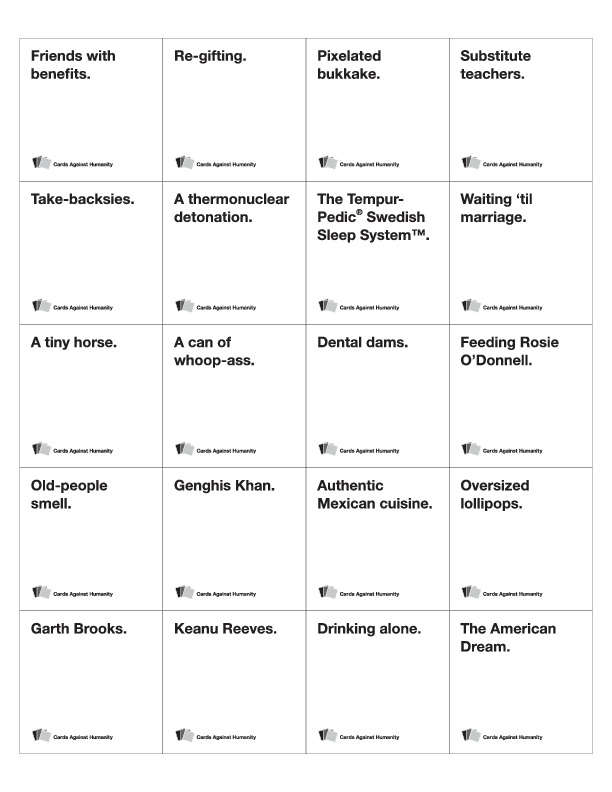 Friends with
benefits.
Cards Against Humanity
Re-gifting.
Cards Against Humanity
Pixelated
bukkake.
Cards Against Humanity
Substitute
teachers.
Cards Against Humanity
Take-backsies.
Cards Against Humanity
A thermonuclear
detonation.
Cards Against Humanity
The Tempur-
Pedic® Swedish
Sleep System™.
Cards Against Humanity
Waiting ‘til
marriage.
Cards Against Humanity
A tiny horse.
Cards Against Humanity
A can of
whoop-ass.
Cards Against Humanity
Dental dams.
Cards Against Humanity
Feeding Rosie
O’Donnell.
Cards Against Humanity
Old-people
smell.
Cards Against Humanity
Genghis Khan.
Cards Against Humanity
Authentic
Mexican cuisine.
Cards Against Humanity
Oversized
lollipops.
Cards Against Humanity
Garth Brooks.
Cards Against Humanity
Keanu Reeves.
Cards Against Humanity
Drinking alone.
Cards Against Humanity
The American
Dream.
Cards Against Humanity